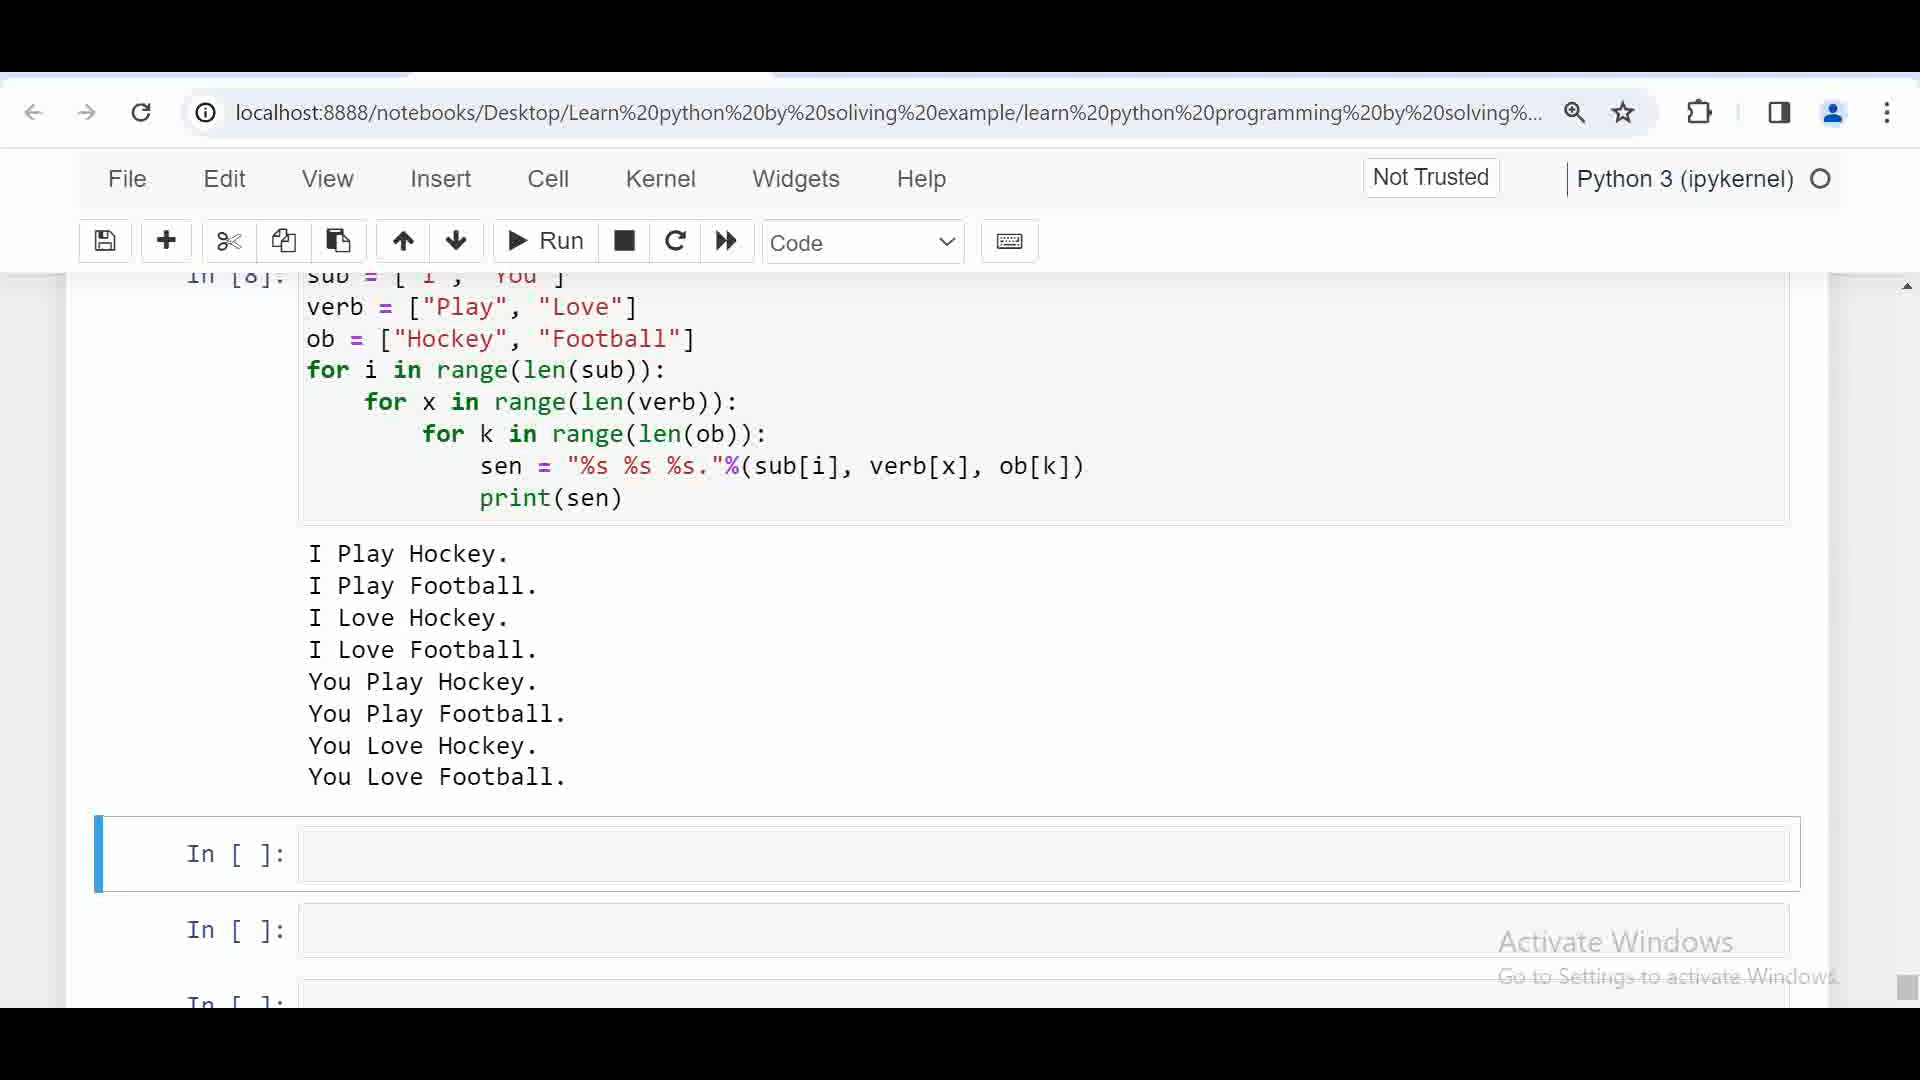 localhost:8888/notebooks/Desktop/Learn%20python%20by%20soliving%20example/learn%20python%20programming%20by%20solving%...
File Edit View Insert Cell Kernel Widgets Help Not Trusted Python 3 (ipykernel)
Run Code
In [8]: sub = ["I", "You"]
verb = ["Play", "Love"]
ob = ["Hockey", "Football"]
for i in range(len(sub)):
    for x in range(len(verb)):
        for k in range(len(ob)):
            sen = "%s %s %s."%(sub[i], verb[x], ob[k])
            print(sen)
I Play Hockey.
I Play Football.
I Love Hockey.
I Love Football.
You Play Hockey.
You Play Football.
You Love Hockey.
You Love Football.
In [ ]:
In [ ]:
In [ ]:
Activate Windows
Go to Settings to activate Windows.